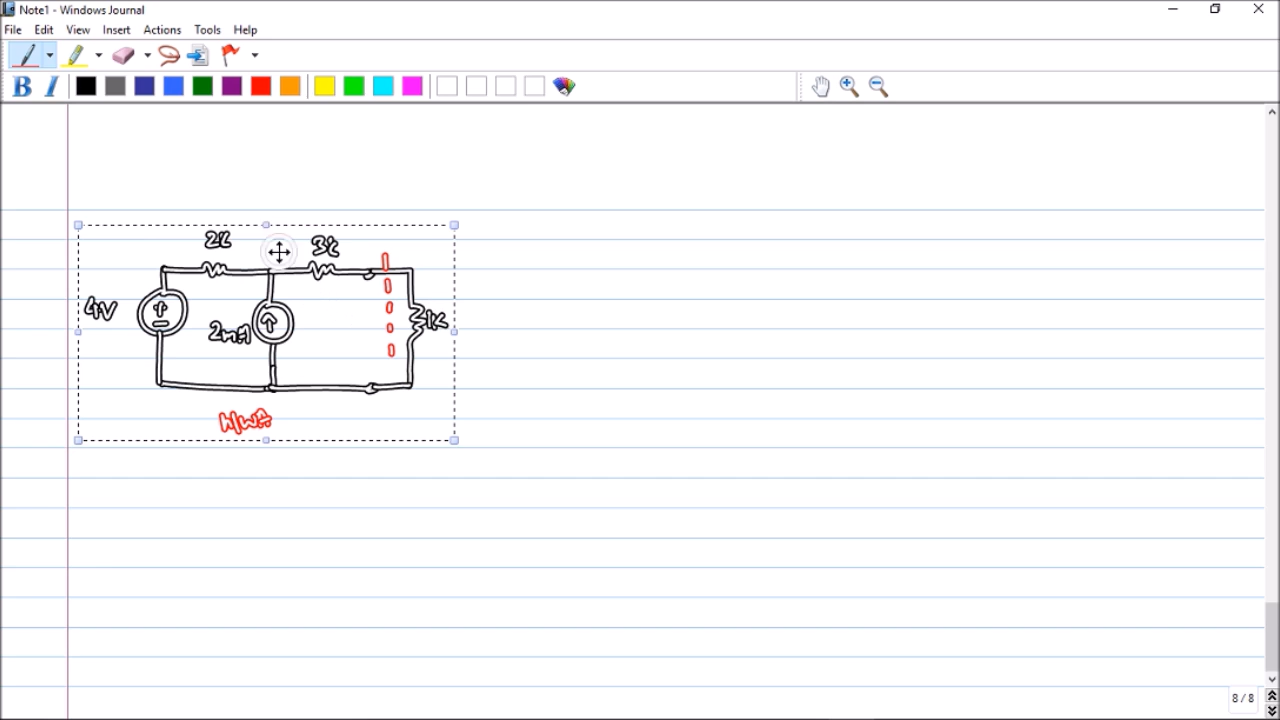 Note1 - Windows Journal
File Edit View Insert Actions Tools Help
B I
2k 3k
4V + − 2mA 1K
h/w
8 / 8